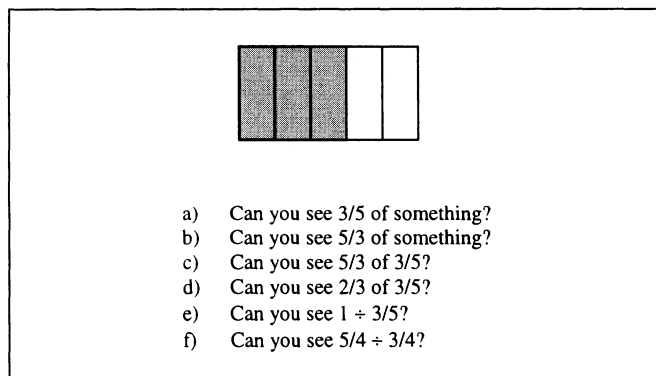 a) Can you see 3/5 of something?
b) Can you see 5/3 of something?
c) Can you see 5/3 of 3/5?
d) Can you see 2/3 of 3/5?
e) Can you see 1 ÷ 3/5?
f) Can you see 5/4 ÷ 3/4?